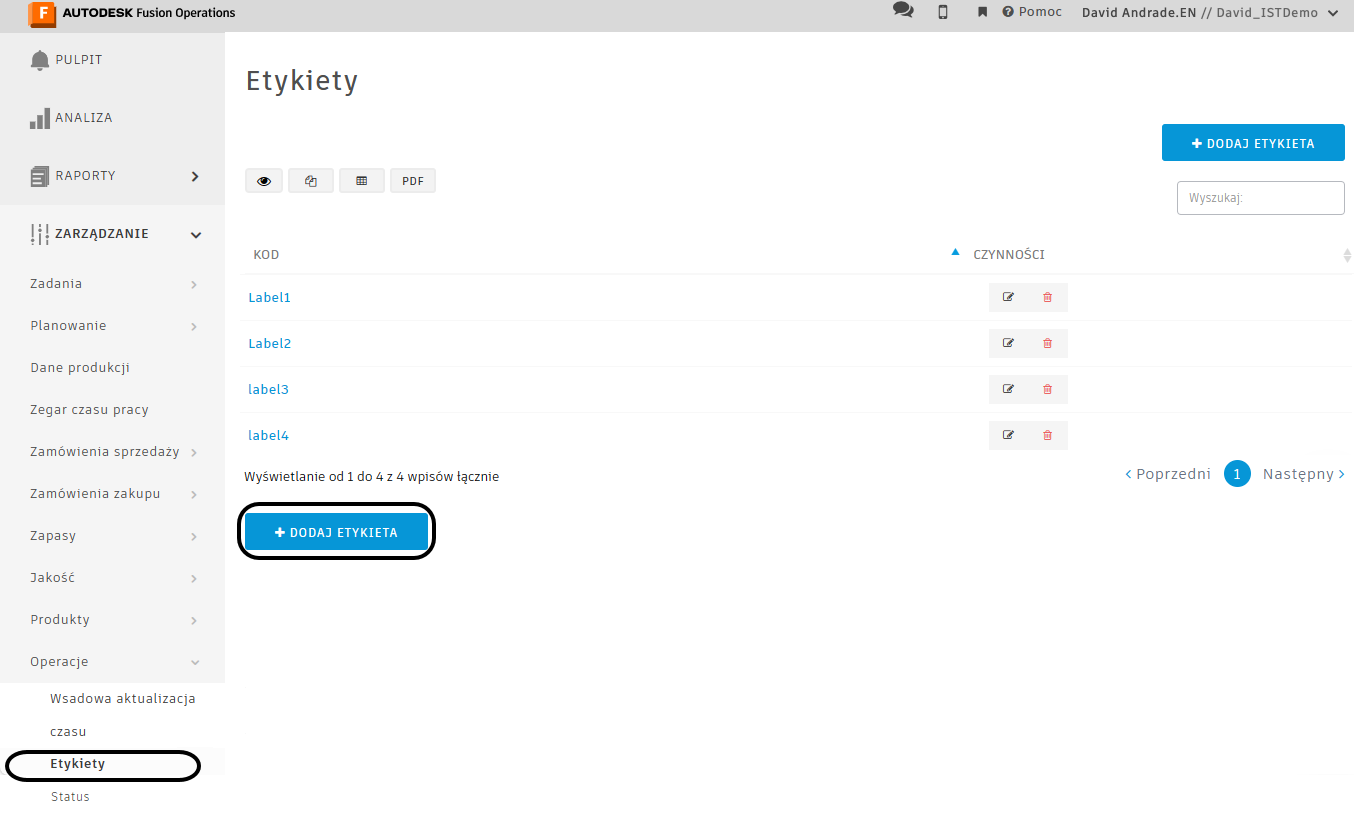 F AUTODESK Fusion Operations
Pomoc
David Andrade.EN // David_ISTDemo
PULPIT
ANALIZA
RAPORTY
ZARZĄDZANIE
Zadania
Planowanie
Dane produkcji
Zegar czasu pracy
Zamówienia sprzedaży
Zamówienia zakupu
Zapasy
Jakość
Produkty
Operacje
Wsadowa aktualizacja
czasu
Etykiety
Status
Etykiety
+ DODAJ ETYKIETA
PDF
Wyszukaj:
KOD CZYNNOŚCI
Label1
Label2
label3
label4
Wyświetlanie od 1 do 4 z 4 wpisów łącznie
< Poprzedni 1 Następny >
+ DODAJ ETYKIETA